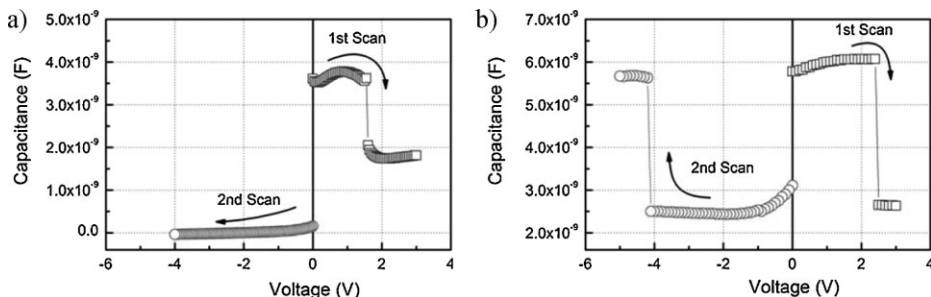 a)
Capacitance (F)
5.0x10⁻⁹
4.0x10⁻⁹
3.0x10⁻⁹
2.0x10⁻⁹
1.0x10⁻⁹
0.0
1st Scan
2nd Scan
-6 -4 -2 0 2 4
Voltage (V)
b)
Capacitance (F)
7.0x10⁻⁹
6.0x10⁻⁹
5.0x10⁻⁹
4.0x10⁻⁹
3.0x10⁻⁹
2.0x10⁻⁹
1st Scan
2nd Scan
-6 -4 -2 0 2 4
Voltage (V)